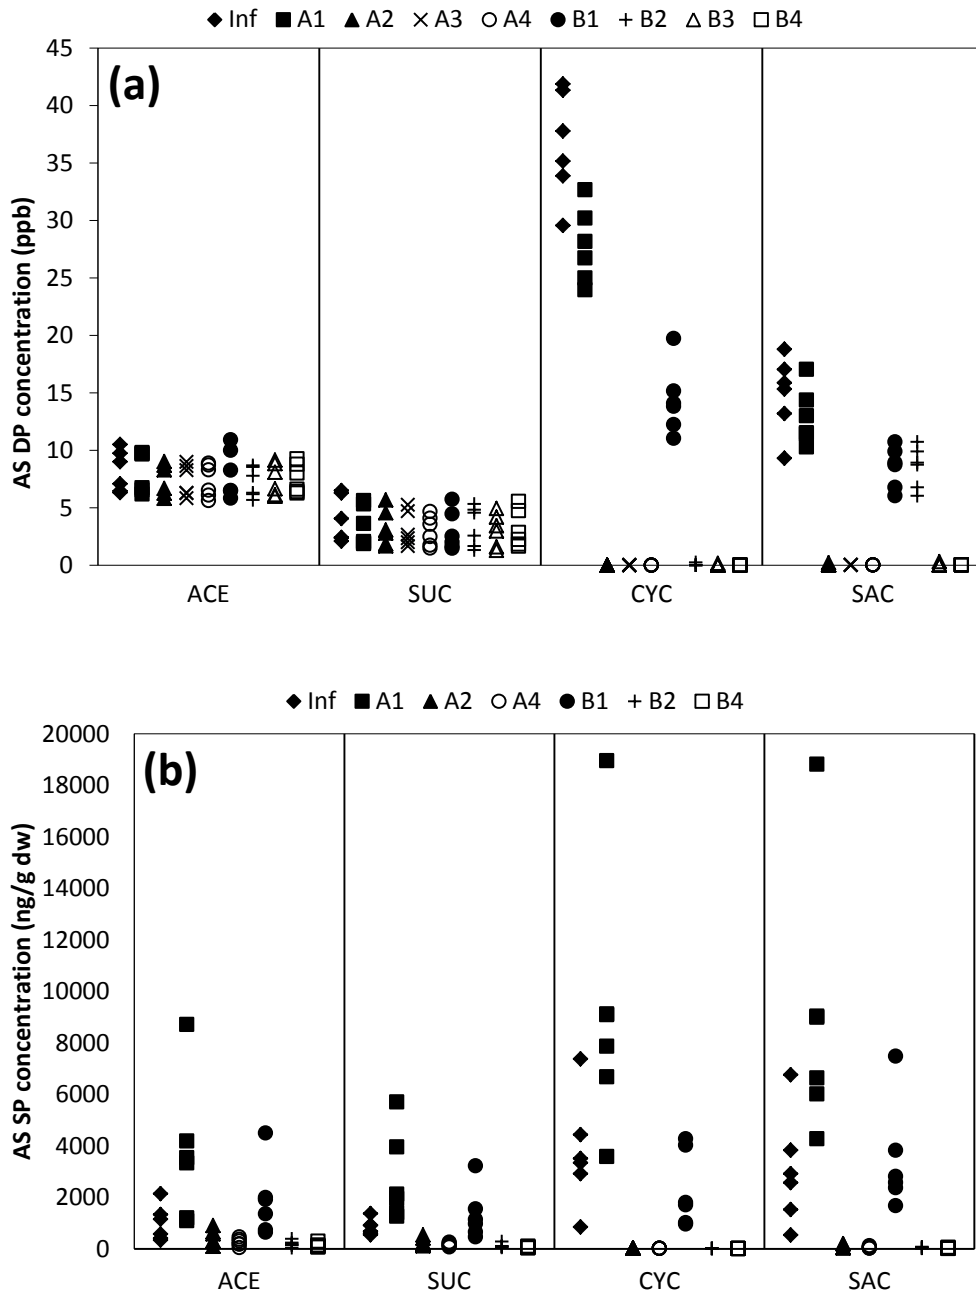 Inf A1 A2 A3 A4 B1 B2 B3 B4
(a)
AS DP concentration (ppb)
45
40
35
30
25
20
15
10
5
0
ACE SUC CYC SAC
Inf A1 A2 A4 B1 B2 B4
(b)
AS SP concentration (ng/g dw)
20000
18000
16000
14000
12000
10000
8000
6000
4000
2000
0
ACE SUC CYC SAC